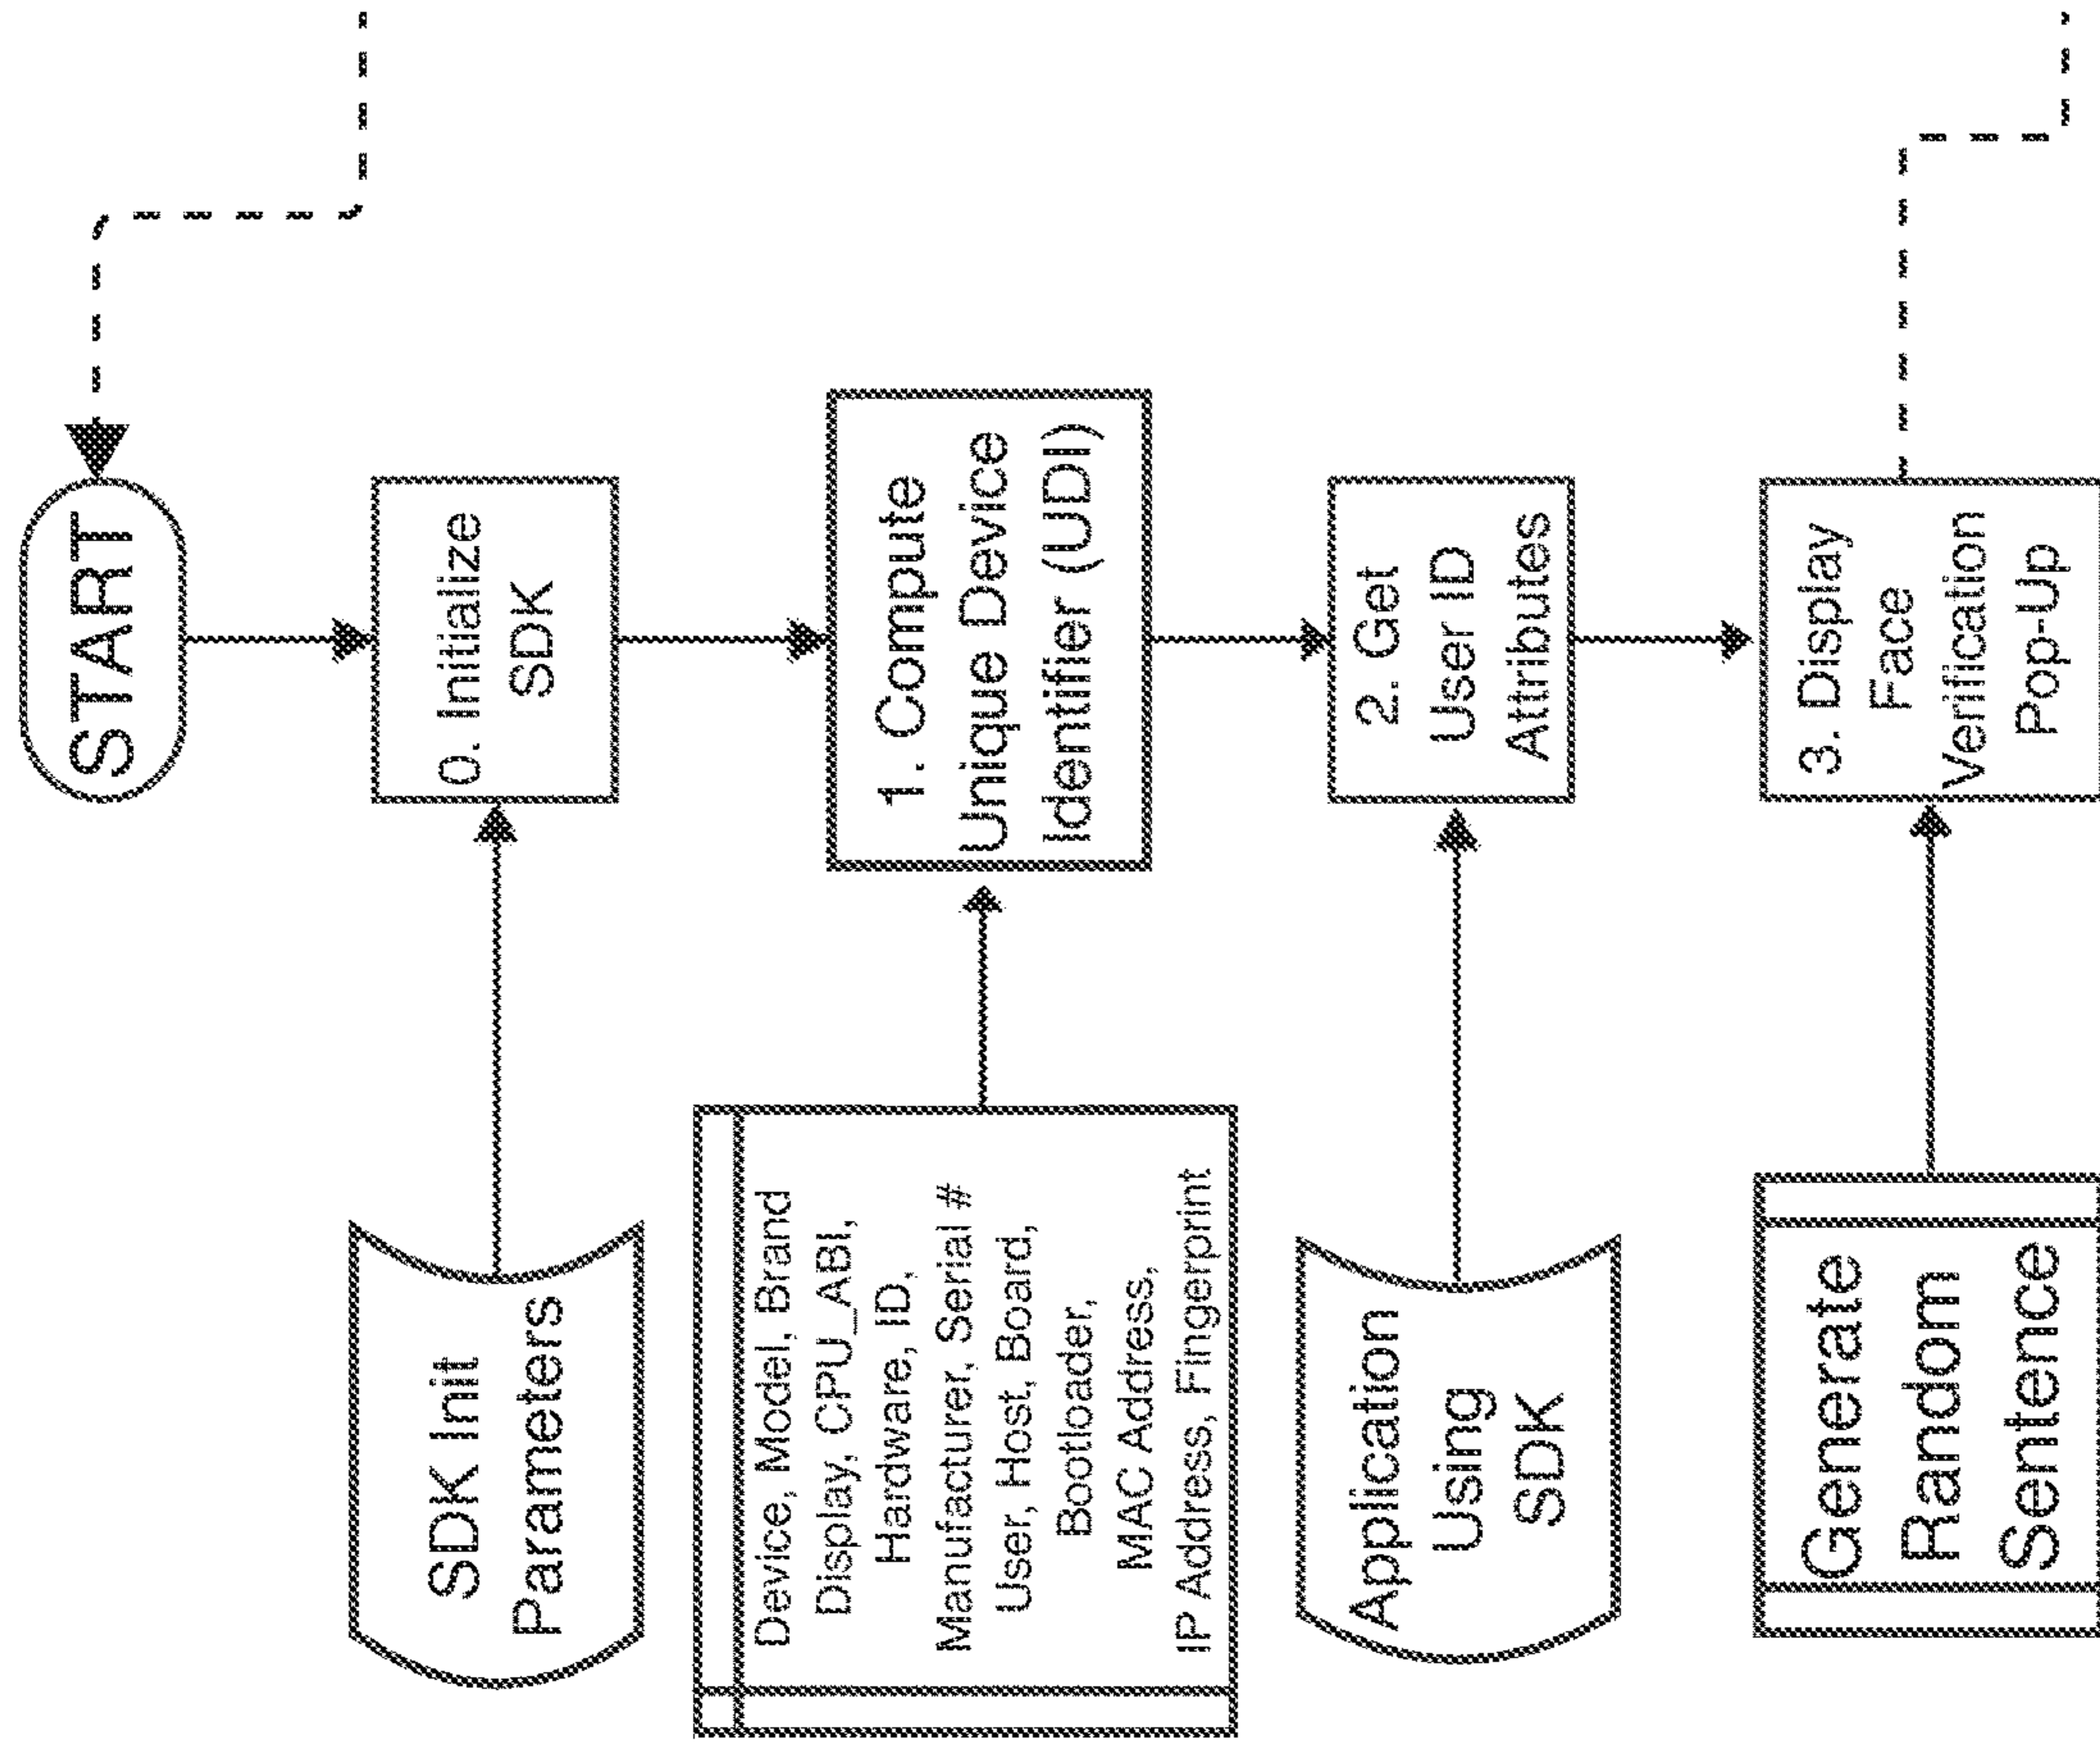 START
0. Initialize
SDK
SDK Init
Parameters
1. Compute
Unique Device
Identifier (UDI)
Device, Model, Brand
Display, CPU_ABI,
Hardware, ID,
Manufacturer, Serial #
User, Host, Board,
Bootloader,
MAC Address,
IP Address, Fingerprint
2. Get
User ID
Attributes
Application
Using
SDK
3. Display
Face
Verification
Pop-Up
Generate
Random
Sentence